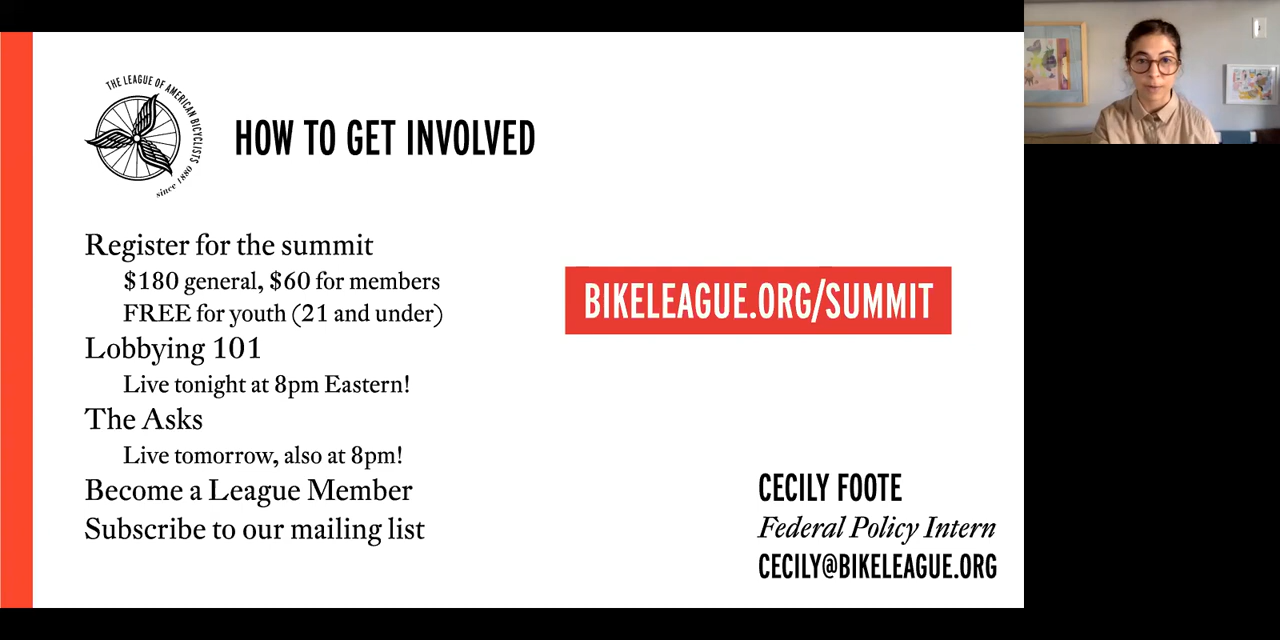 THE LEAGUE OF AMERICAN BICYCLISTS
since 1880
HOW TO GET INVOLVED
Register for the summit
$180 general, $60 for members
FREE for youth (21 and under)
Lobbying 101
Live tonight at 8pm Eastern!
The Asks
Live tomorrow, also at 8pm!
Become a League Member
Subscribe to our mailing list
BIKELEAGUE.ORG/SUMMIT
CECILY FOOTE
Federal Policy Intern
CECILY@BIKELEAGUE.ORG